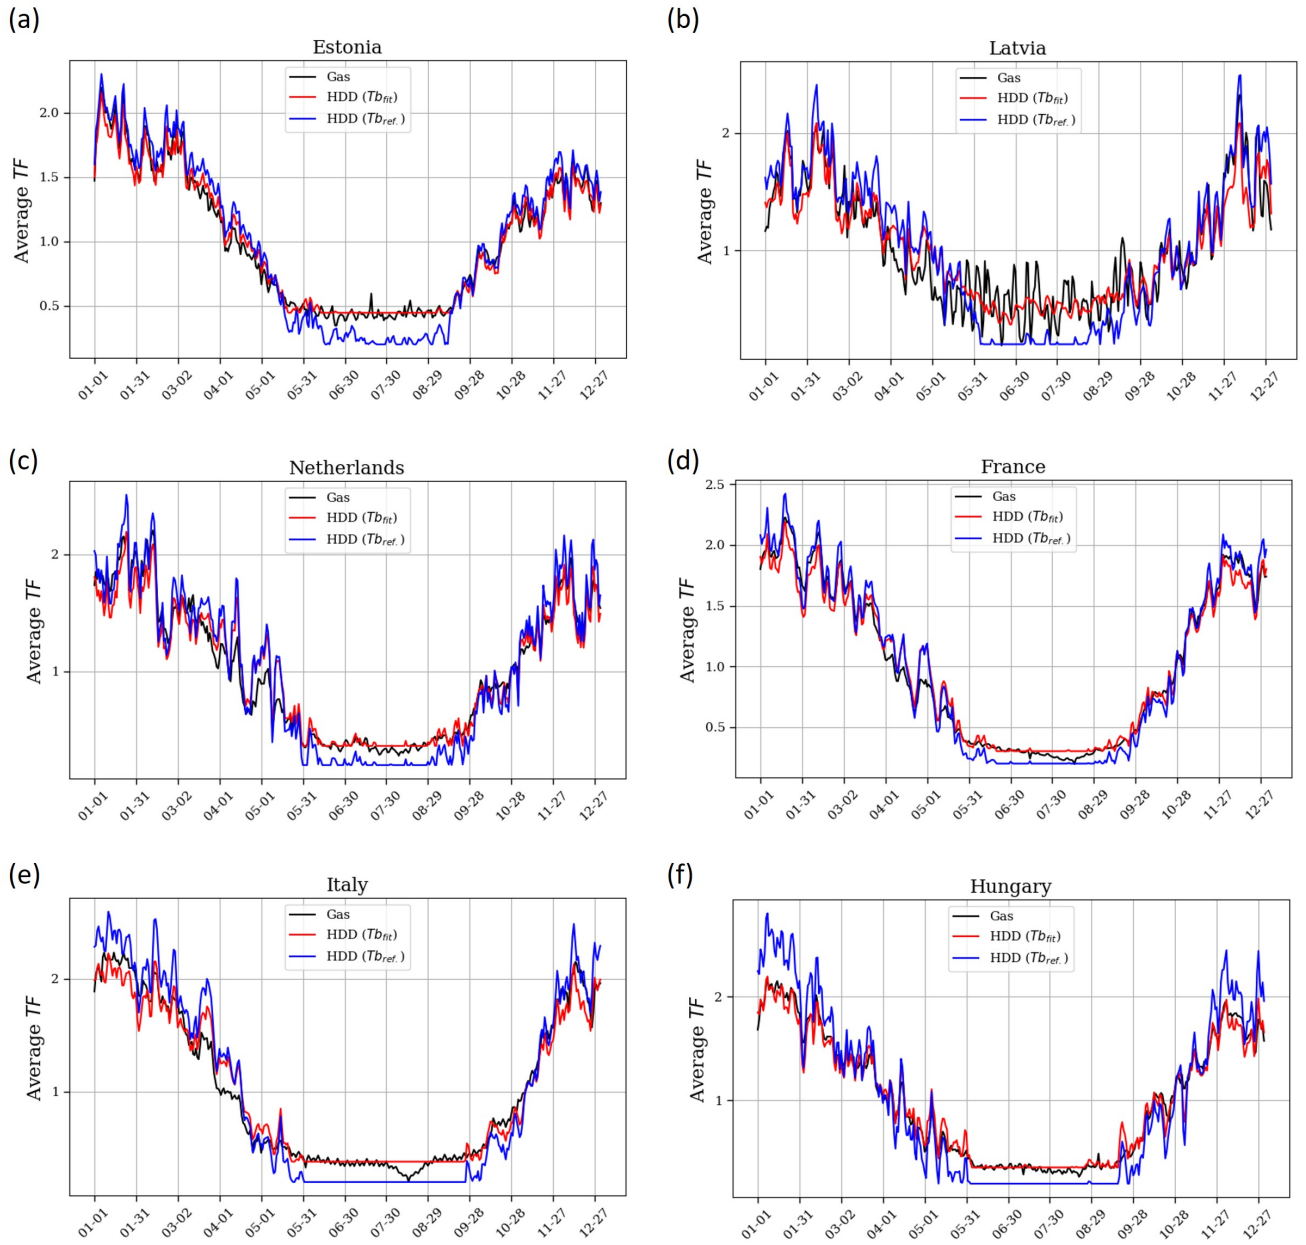 (a)
Estonia
Gas
HDD (Tbfit)
HDD (Tbref.)
Average TF
2.0
1.5
1.0
0.5
01-01
01-31
03-02
04-01
05-01
05-31
06-30
07-30
08-29
09-28
10-28
11-27
12-27
(b)
Latvia
Gas
HDD (Tbfit)
HDD (Tbref.)
Average TF
2
1
01-01
01-31
03-02
04-01
05-01
05-31
06-30
07-30
08-29
09-28
10-28
11-27
12-27
(c)
Netherlands
Gas
HDD (Tbfit)
HDD (Tbref.)
Average TF
2
1
01-01
01-31
03-02
04-01
05-01
05-31
06-30
07-30
08-29
09-28
10-28
11-27
12-27
(d)
France
Gas
HDD (Tbfit)
HDD (Tbref.)
Average TF
2.5
2.0
1.5
1.0
0.5
01-01
01-31
03-02
04-01
05-01
05-31
06-30
07-30
08-29
09-28
10-28
11-27
12-27
(e)
Italy
Gas
HDD (Tbfit)
HDD (Tbref.)
Average TF
2
1
01-01
01-31
03-02
04-01
05-01
05-31
06-30
07-30
08-29
09-28
10-28
11-27
12-27
(f)
Hungary
Gas
HDD (Tbfit)
HDD (Tbref.)
Average TF
2
1
01-01
01-31
03-02
04-01
05-01
05-31
06-30
07-30
08-29
09-28
10-28
11-27
12-27